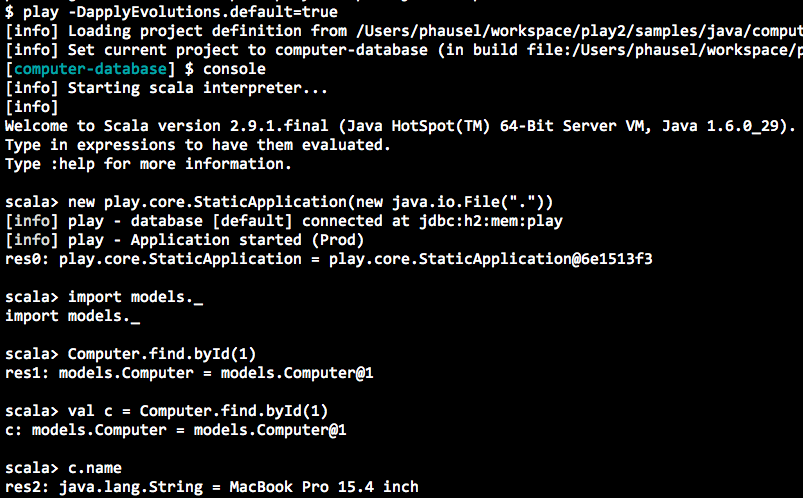 $ play -DapplyEvolutions.default=true
[info] Loading project definition from /Users/phausel/workspace/play2/samples/java/comput
[info] Set current project to computer-database (in build file:/Users/phausel/workspace/p
[computer-database] $ console
[info] Starting scala interpreter...
[info]
Welcome to Scala version 2.9.1.final (Java HotSpot(TM) 64-Bit Server VM, Java 1.6.0_29).
Type in expressions to have them evaluated.
Type :help for more information.
scala> new play.core.StaticApplication(new java.io.File("."))
[info] play - database [default] connected at jdbc:h2:mem:play
[info] play - Application started (Prod)
res0: play.core.StaticApplication = play.core.StaticApplication@6e1513f3
scala> import models._
import models._
scala> Computer.find.byId(1)
res1: models.Computer = models.Computer@1
scala> val c = Computer.find.byId(1)
c: models.Computer = models.Computer@1
scala> c.name
res2: java.lang.String = MacBook Pro 15.4 inch